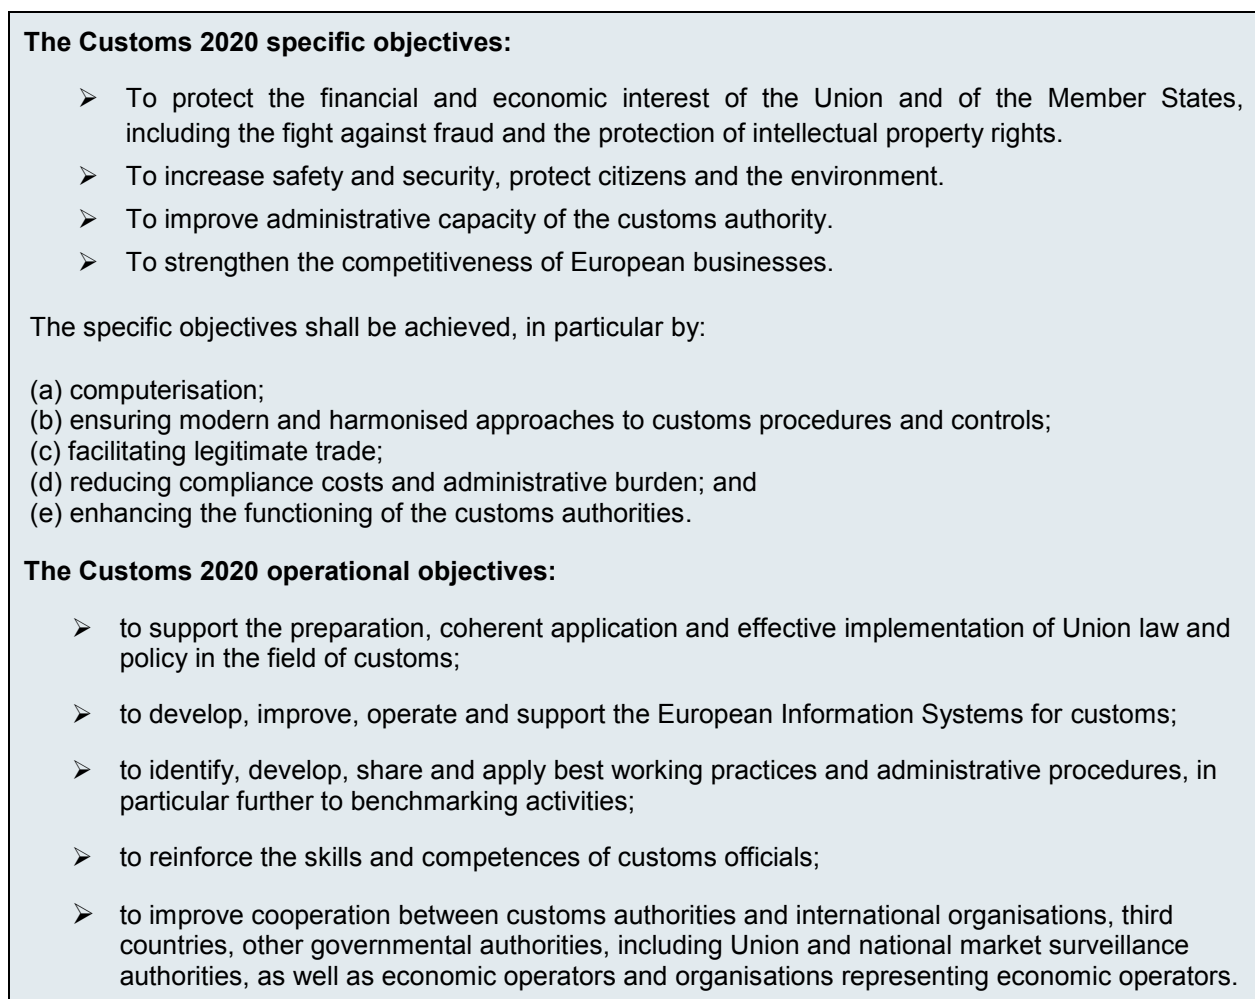 The Customs 2020 specific objectives:
➢ To protect the financial and economic interest of the Union and of the Member States,
including the fight against fraud and the protection of intellectual property rights.
➢ To increase safety and security, protect citizens and the environment.
➢ To improve administrative capacity of the customs authority.
➢ To strengthen the competitiveness of European businesses.
The specific objectives shall be achieved, in particular by:
(a) computerisation;
(b) ensuring modern and harmonised approaches to customs procedures and controls;
(c) facilitating legitimate trade;
(d) reducing compliance costs and administrative burden; and
(e) enhancing the functioning of the customs authorities.
The Customs 2020 operational objectives:
➢ to support the preparation, coherent application and effective implementation of Union law and
policy in the field of customs;
➢ to develop, improve, operate and support the European Information Systems for customs;
➢ to identify, develop, share and apply best working practices and administrative procedures, in
particular further to benchmarking activities;
➢ to reinforce the skills and competences of customs officials;
➢ to improve cooperation between customs authorities and international organisations, third
countries, other governmental authorities, including Union and national market surveillance
authorities, as well as economic operators and organisations representing economic operators.